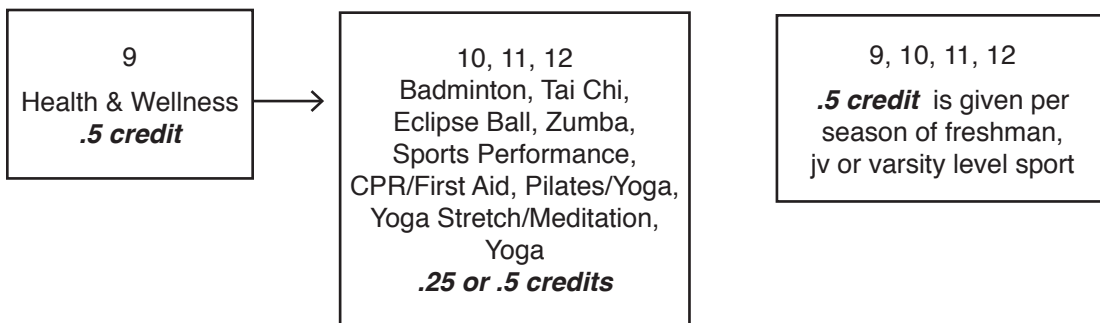 9
Health & Wellness
.5 credit
10, 11, 12
Badminton, Tai Chi,
Eclipse Ball, Zumba,
Sports Performance,
CPR/First Aid, Pilates/Yoga,
Yoga Stretch/Meditation,
Yoga
.25 or .5 credits
9, 10, 11, 12
.5 credit is given per
season of freshman,
jv or varsity level sport